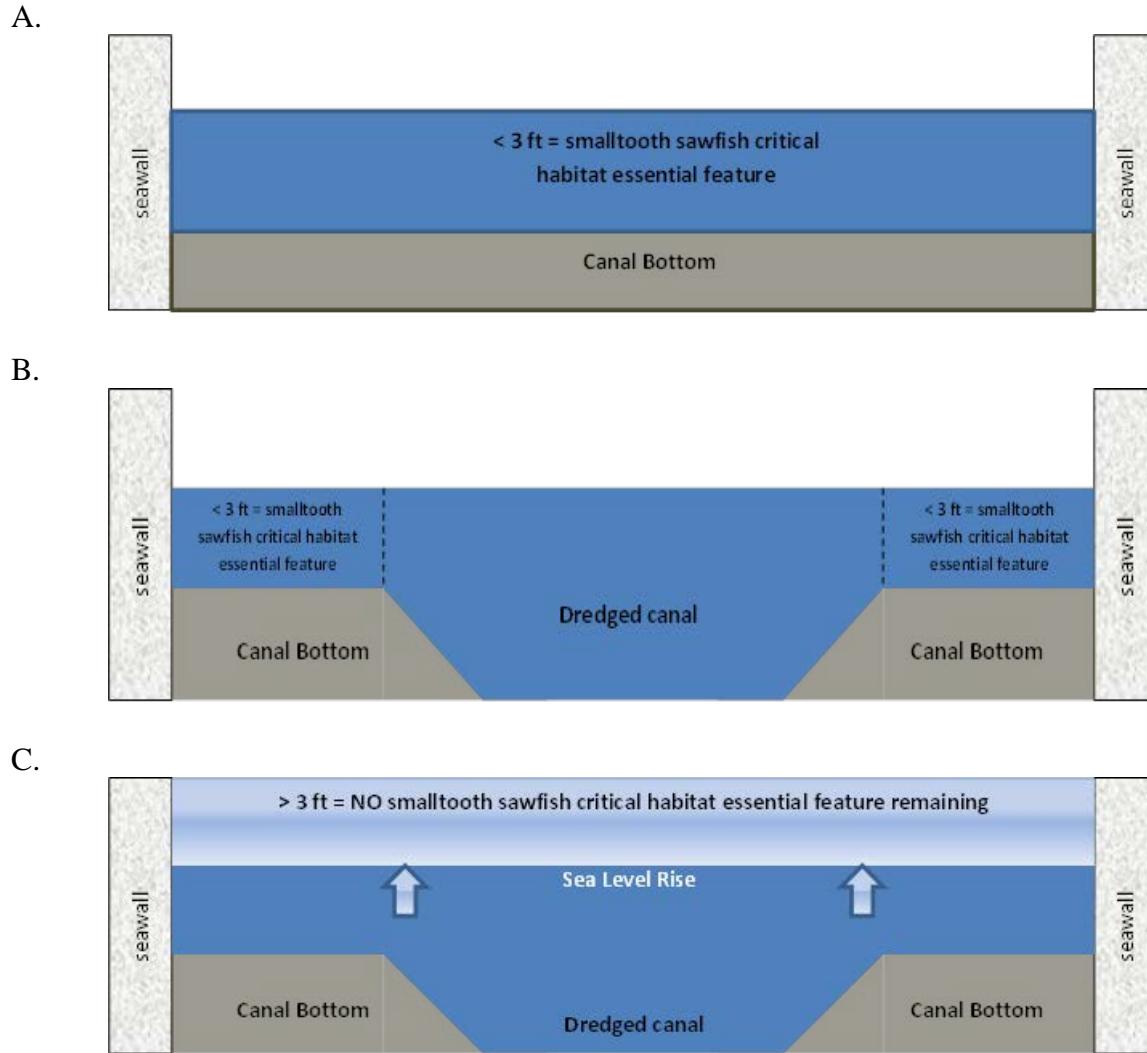 A.
seawall
< 3 ft = smalltooth sawfish critical
habitat essential feature
seawall
Canal Bottom
B.
seawall
< 3 ft = smalltooth
sawfish critical habitat
essential feature
< 3 ft = smalltooth
sawfish critical habitat
essential feature
seawall
Dredged canal
Canal Bottom
Canal Bottom
C.
> 3 ft = NO smalltooth sawfish critical habitat essential feature remaining
seawall
Sea Level Rise
seawall
Canal Bottom
Dredged canal
Canal Bottom